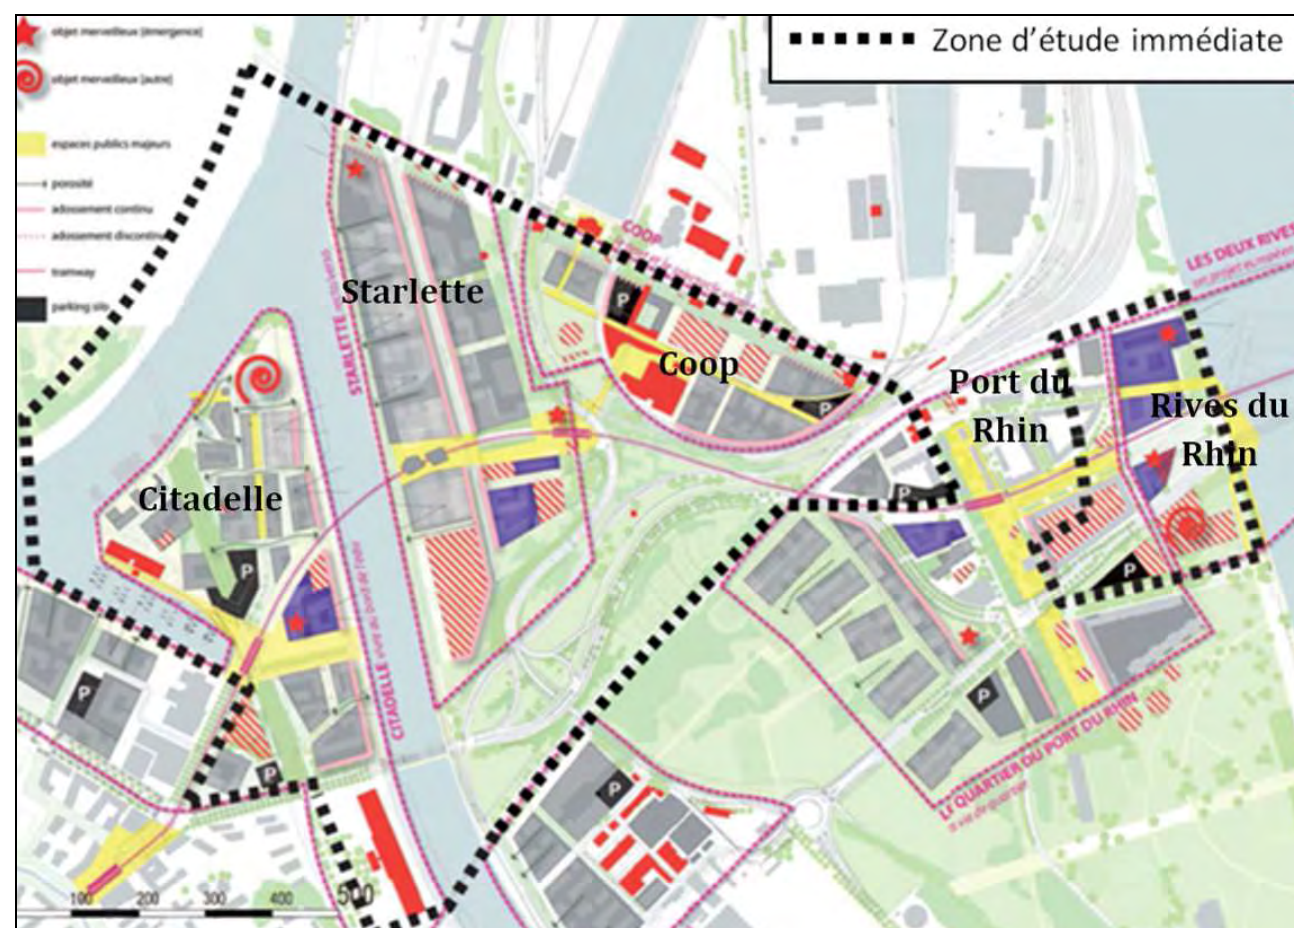 objet merveilleux (émergence)
objet merveilleux (autre)
espaces publics majeurs
porosité
adossement continu
adossement discontinu
tramway
parking silo
Zone d'étude immédiate
COOP
LES DEUX RIVES
Starlette
STARLETTE
P
Coop
P
Port du
Rhin
Rives du
Rhin
Citadelle
P
P
P
CITADELLE
P
P
P
P
LE QUARTIER DU PORT DU RHIN
100 200 300 400 500